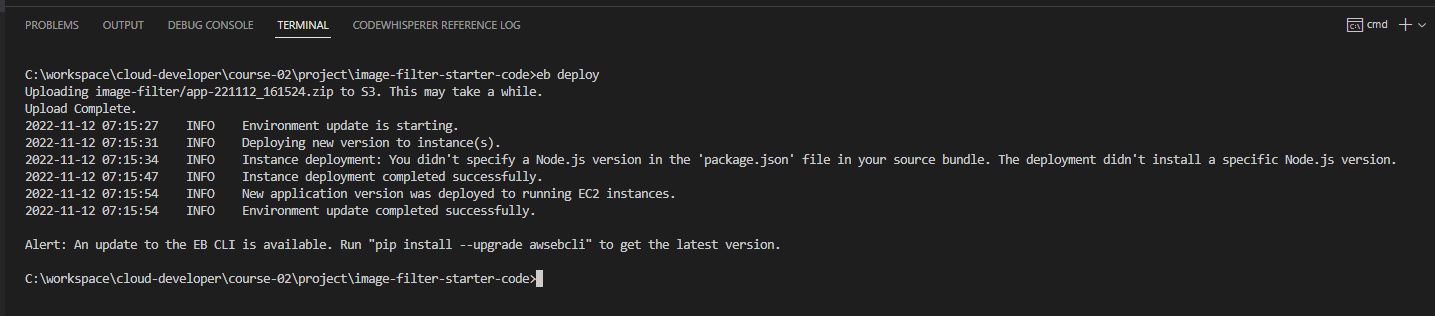 PROBLEMS OUTPUT DEBUG CONSOLE TERMINAL CODEWHISPERER REFERENCE LOG cmd
C:\workspace\cloud-developer\course-02\project\image-filter-starter-code>eb deploy
Uploading image-filter/app-221112_161524.zip to S3. This may take a while.
Upload Complete.
2022-11-12 07:15:27    INFO    Environment update is starting.
2022-11-12 07:15:31    INFO    Deploying new version to instance(s).
2022-11-12 07:15:34    INFO    Instance deployment: You didn't specify a Node.js version in the 'package.json' file in your source bundle. The deployment didn't install a specific Node.js version.
2022-11-12 07:15:47    INFO    Instance deployment completed successfully.
2022-11-12 07:15:54    INFO    New application version was deployed to running EC2 instances.
2022-11-12 07:15:54    INFO    Environment update completed successfully.
Alert: An update to the EB CLI is available. Run "pip install --upgrade awsebcli" to get the latest version.
C:\workspace\cloud-developer\course-02\project\image-filter-starter-code>